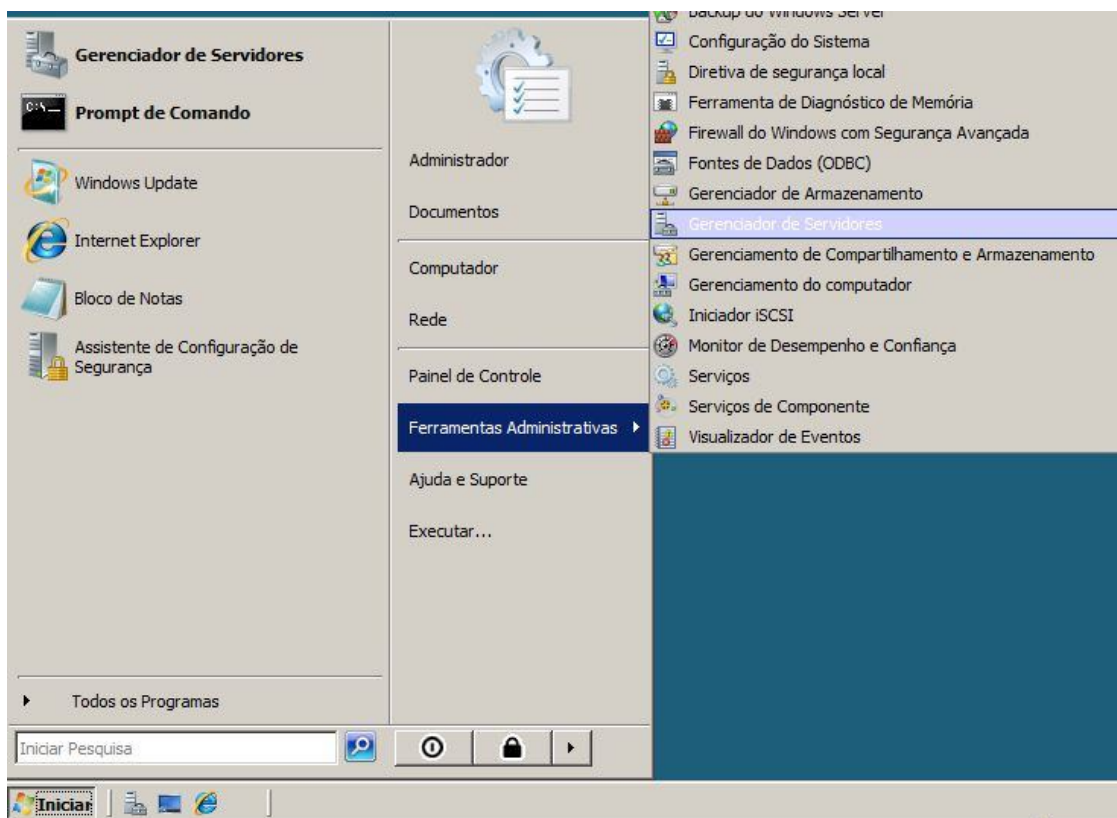 Gerenciador de Servidores
Prompt de Comando
Windows Update
Internet Explorer
Bloco de Notas
Assistente de Configuração de
Segurança
Todos os Programas
Iniciar Pesquisa
Administrador
Documentos
Computador
Rede
Painel de Controle
Ferramentas Administrativas
Ajuda e Suporte
Executar...
Backup do Windows Server
Configuração do Sistema
Diretiva de segurança local
Ferramenta de Diagnóstico de Memória
Firewall do Windows com Segurança Avançada
Fontes de Dados (ODBC)
Gerenciador de Armazenamento
Gerenciador de Servidores
Gerenciamento de Compartilhamento e Armazenamento
Gerenciamento do computador
Iniciador iSCSI
Monitor de Desempenho e Confiança
Serviços
Serviços de Componente
Visualizador de Eventos
Iniciar